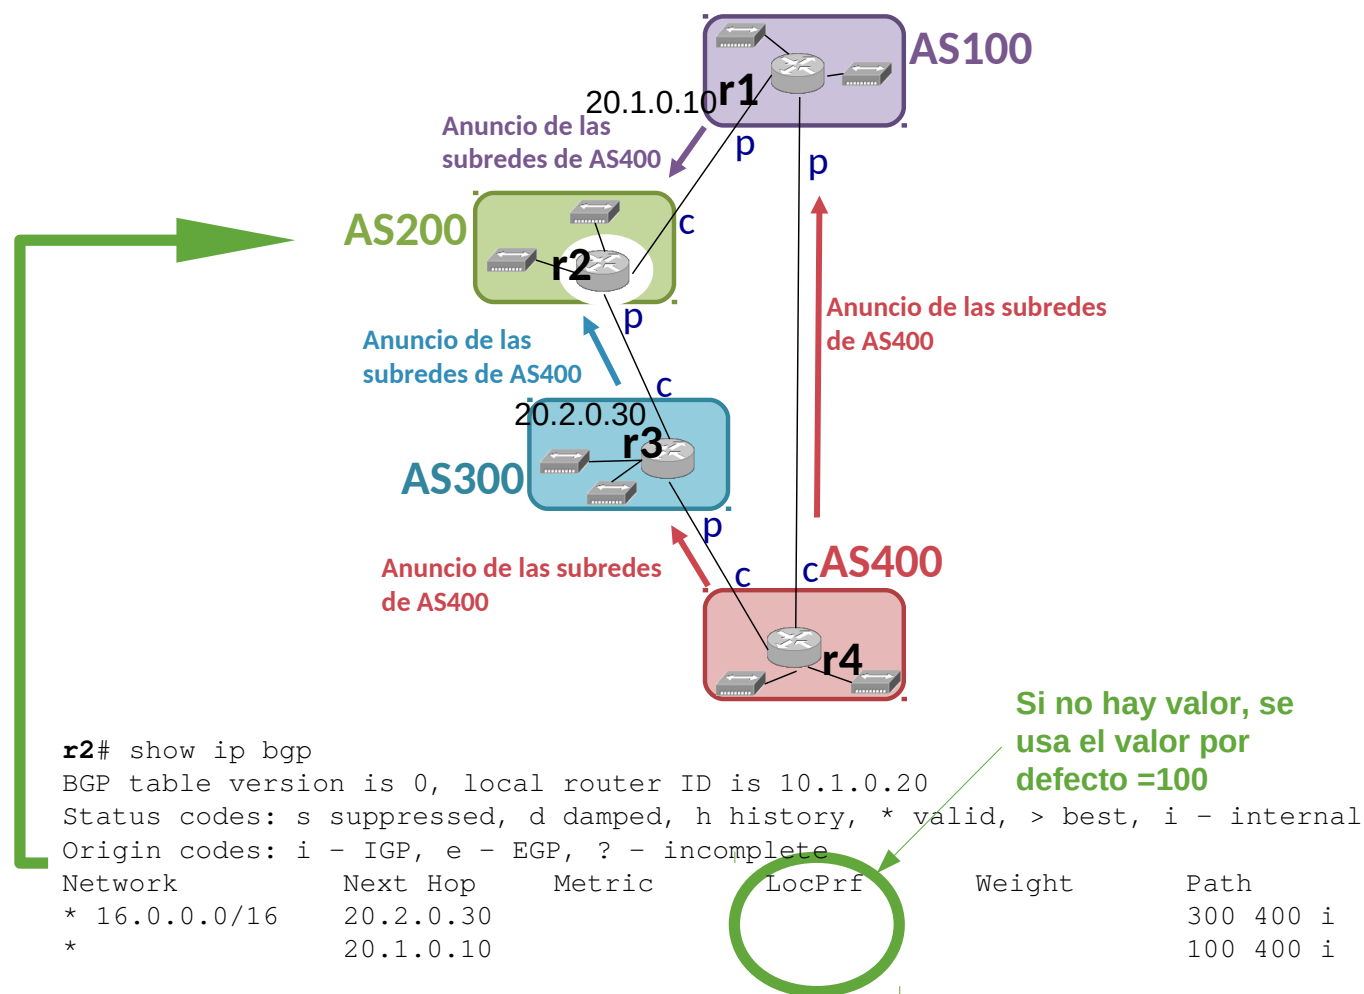 AS100
r1
20.1.0.10
Anuncio de las
subredes de AS400
p
p
AS200
c
r2
p
Anuncio de las subredes
de AS400
Anuncio de las
subredes de AS400
c
20.2.0.30
r3
AS300
p
Anuncio de las subredes
de AS400
c
c
AS400
r4
Si no hay valor, se
usa el valor por
defecto =100
r2# show ip bgp
BGP table version is 0, local router ID is 10.1.0.20
Status codes: s suppressed, d damped, h history, * valid, > best, i – internal
Origin codes: i – IGP, e – EGP, ? – incomplete
Network Next Hop Metric LocPrf Weight Path
* 16.0.0.0/16 20.2.0.30 300 400 i
* 20.1.0.10 100 400 i